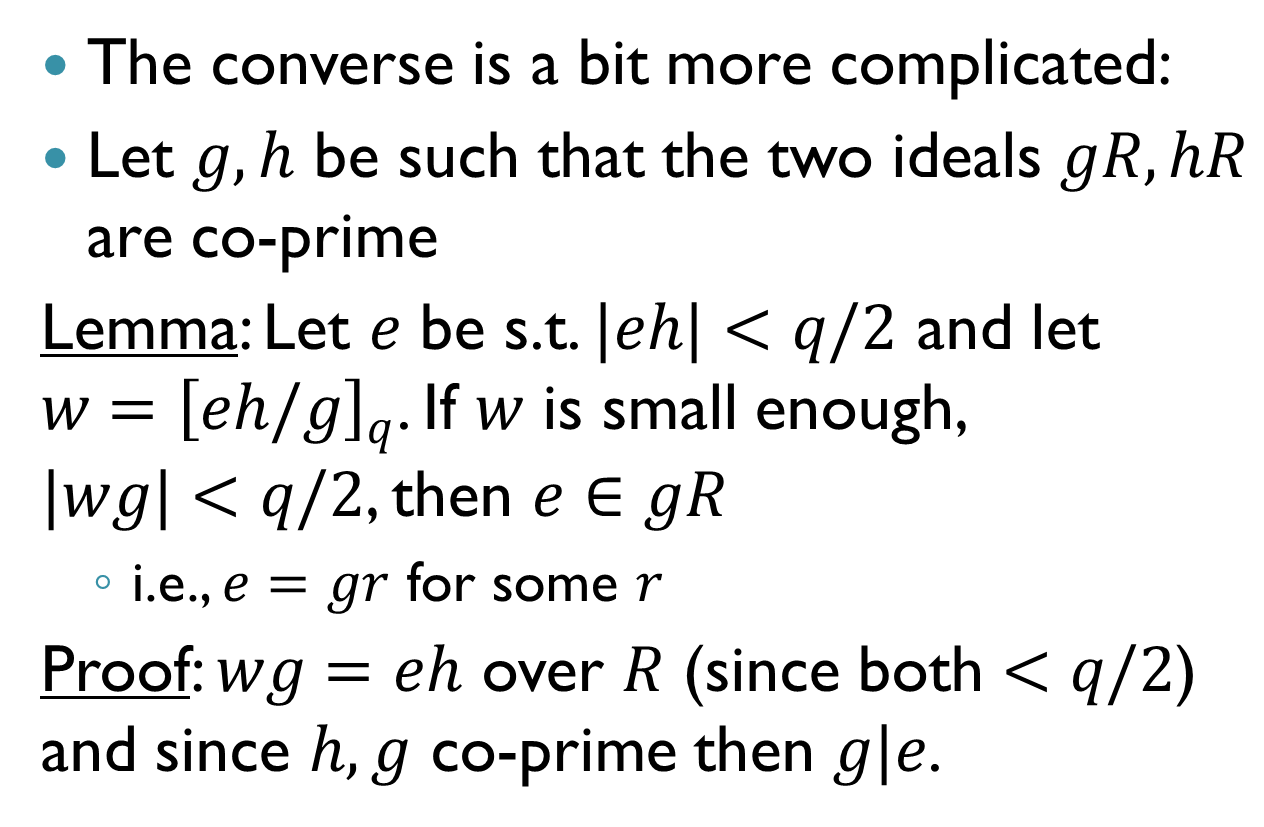 • The converse is a bit more complicated:
• Let g, h be such that the two ideals gR, hR
are co-prime
Lemma: Let e be s.t. |eh| < q/2 and let
w = [eh/g]_q. If w is small enough,
|wg| < q/2, then e ∈ gR
◦ i.e., e = gr for some r
Proof: wg = eh over R (since both < q/2)
and since h, g co-prime then g|e.